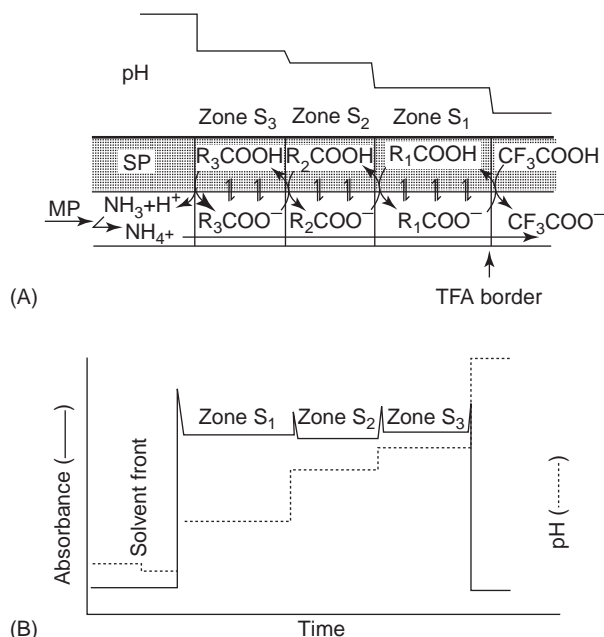 pH
Zone S₃ Zone S₂ Zone S₁
SP R₃COOH R₂COOH R₁COOH CF₃COOH
MP NH₃+H⁺ R₃COO⁻ R₂COO⁻ R₁COO⁻ CF₃COO⁻
NH₄+
(A) TFA border
Absorbance (——)
Solvent front
Zone S₁ Zone S₂ Zone S₃
pH (------)
(B) Time